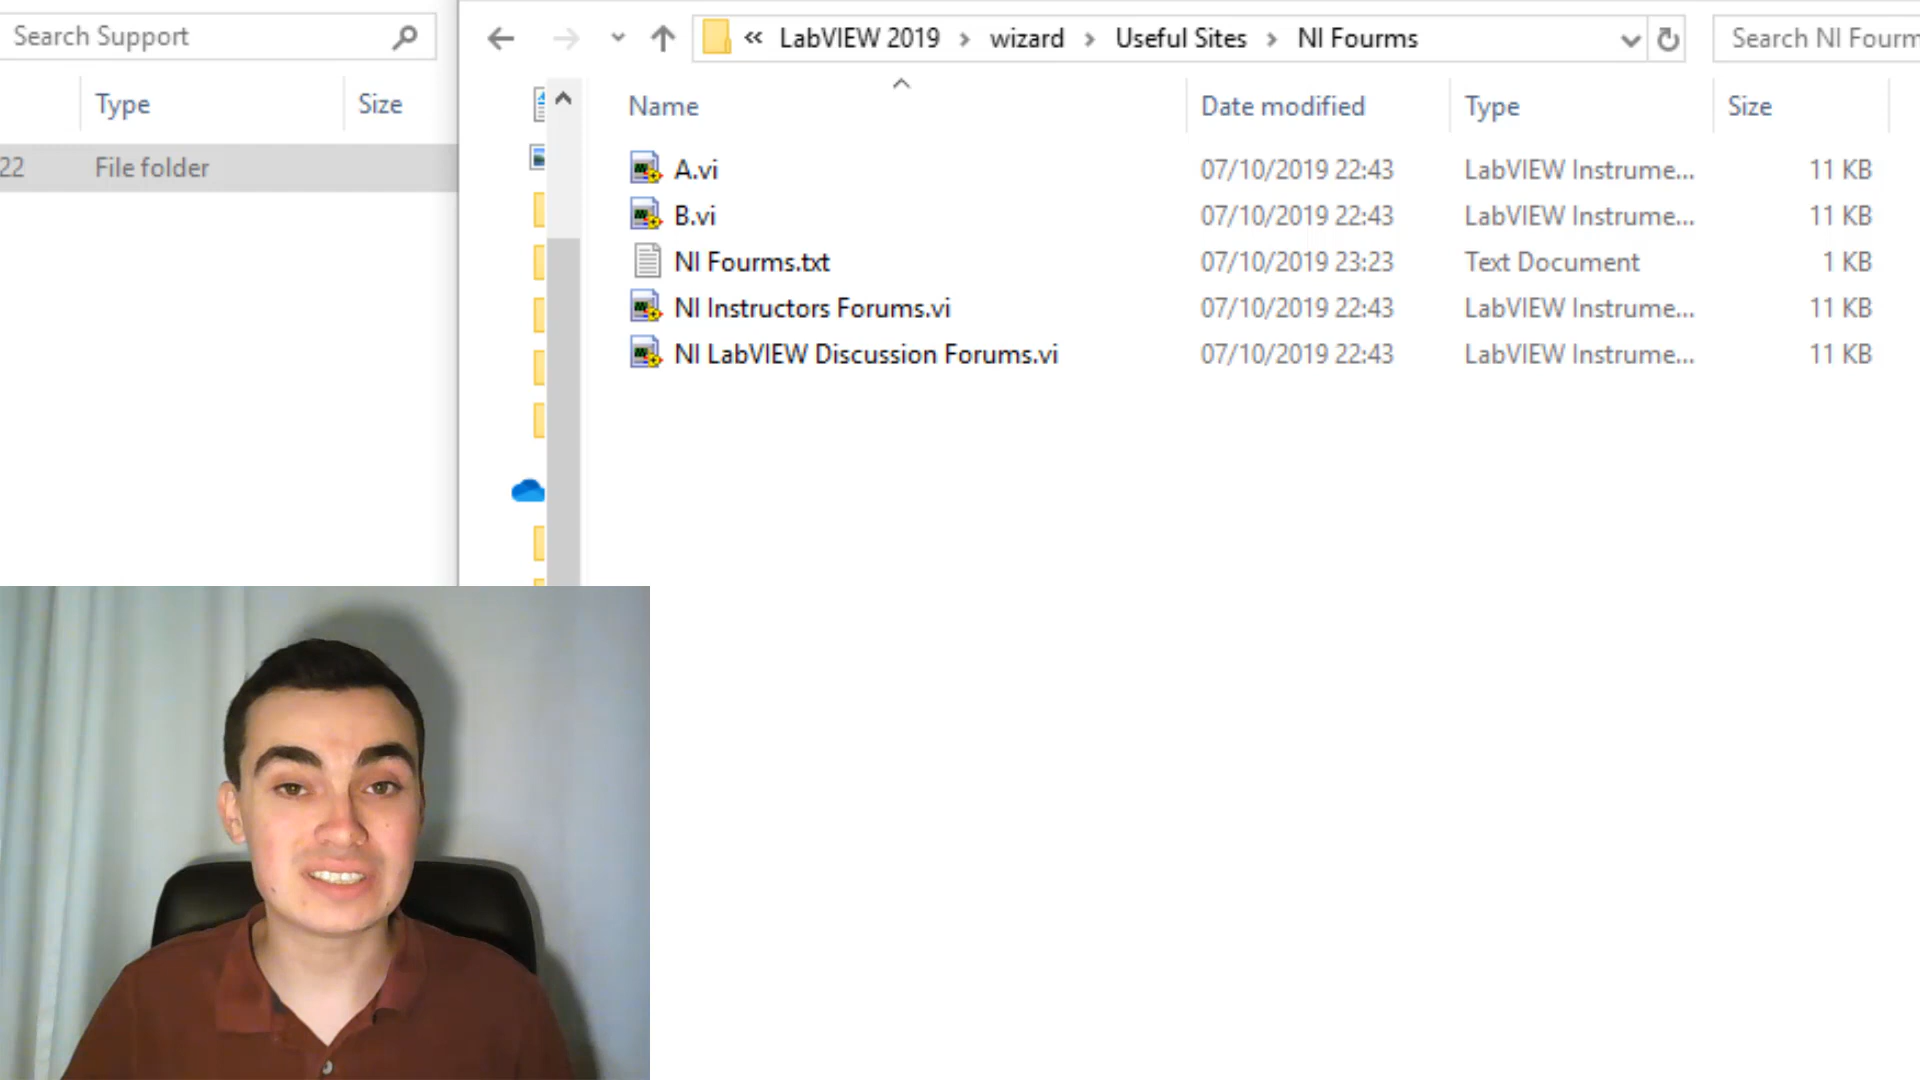 Search Support
Type Size
22 File folder
« LabVIEW 2019 > wizard > Useful Sites > NI Fourms
Search NI Fourm
Name Date modified Type Size
A.vi 07/10/2019 22:43 LabVIEW Instrume... 11 KB
B.vi 07/10/2019 22:43 LabVIEW Instrume... 11 KB
NI Fourms.txt 07/10/2019 23:23 Text Document 1 KB
NI Instructors Forums.vi 07/10/2019 22:43 LabVIEW Instrume... 11 KB
NI LabVIEW Discussion Forums.vi 07/10/2019 22:43 LabVIEW Instrume... 11 KB